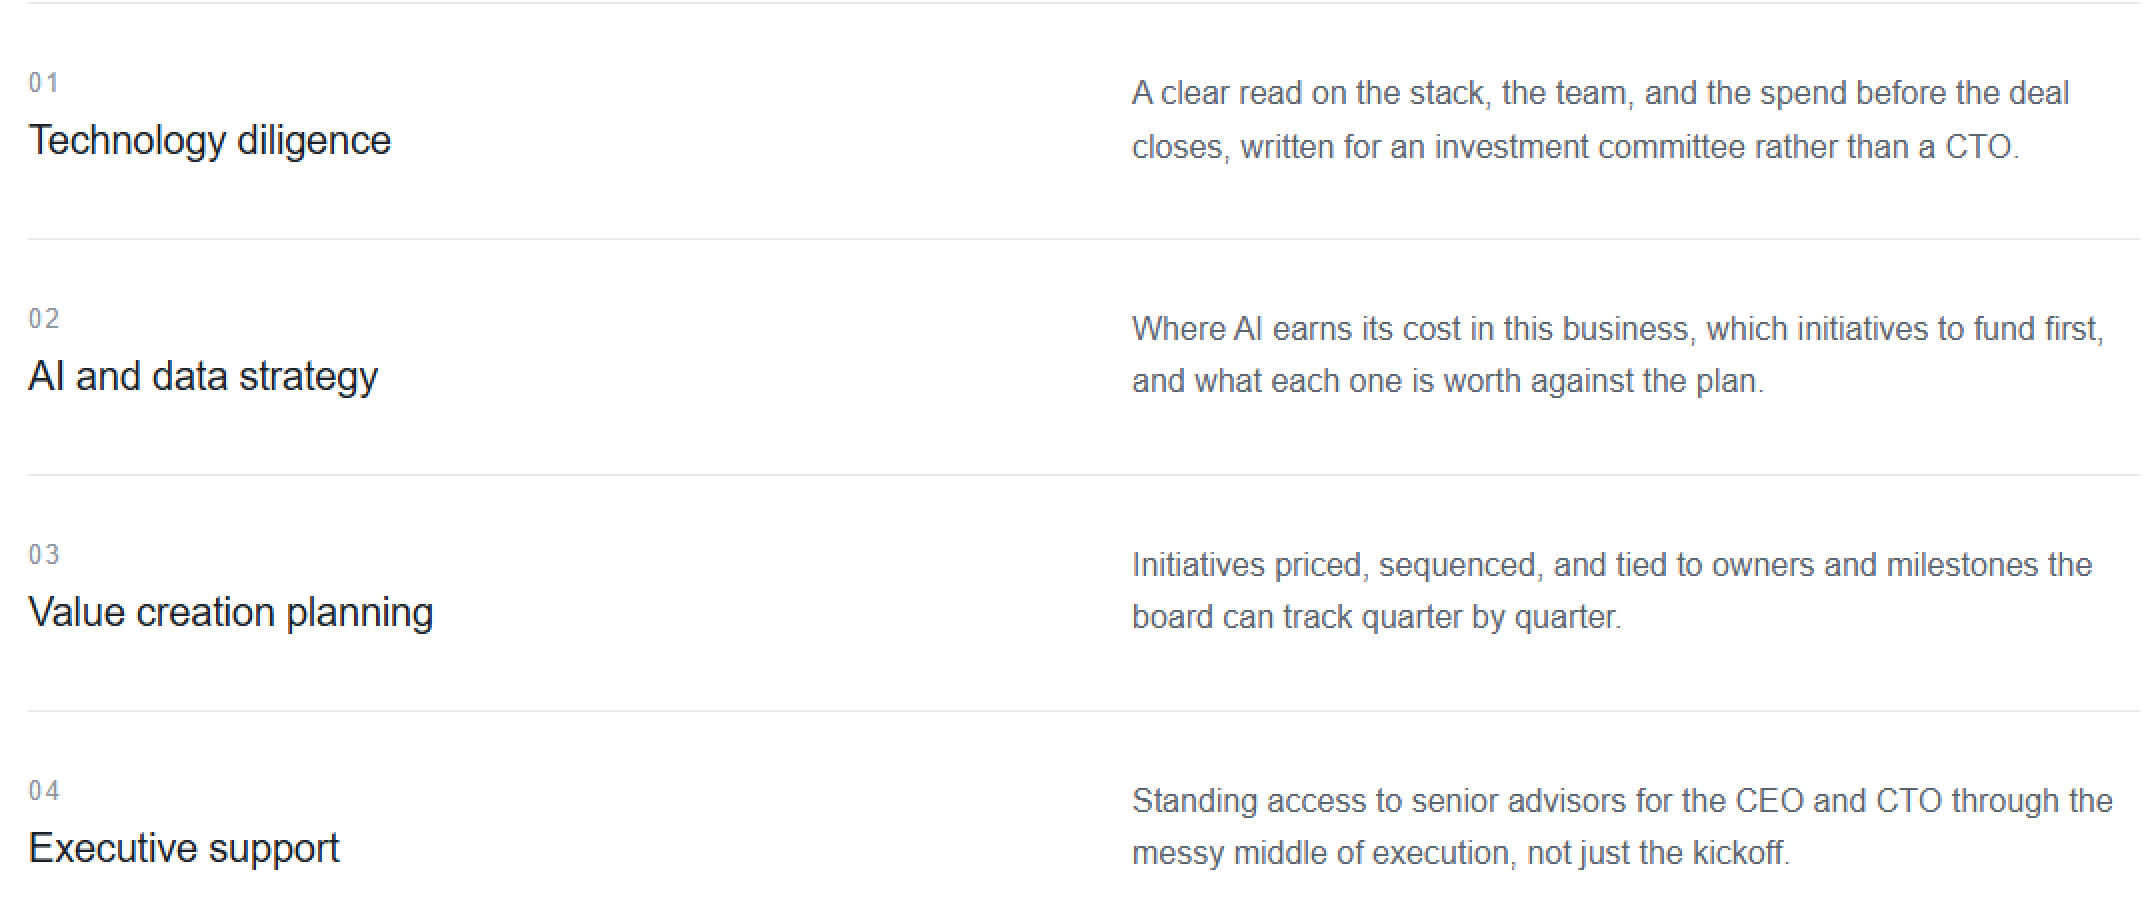 01
Technology diligence
A clear read on the stack, the team, and the spend before the deal
closes, written for an investment committee rather than a CTO.
02
AI and data strategy
Where AI earns its cost in this business, which initiatives to fund first,
and what each one is worth against the plan.
03
Value creation planning
Initiatives priced, sequenced, and tied to owners and milestones the
board can track quarter by quarter.
04
Executive support
Standing access to senior advisors for the CEO and CTO through the
messy middle of execution, not just the kickoff.